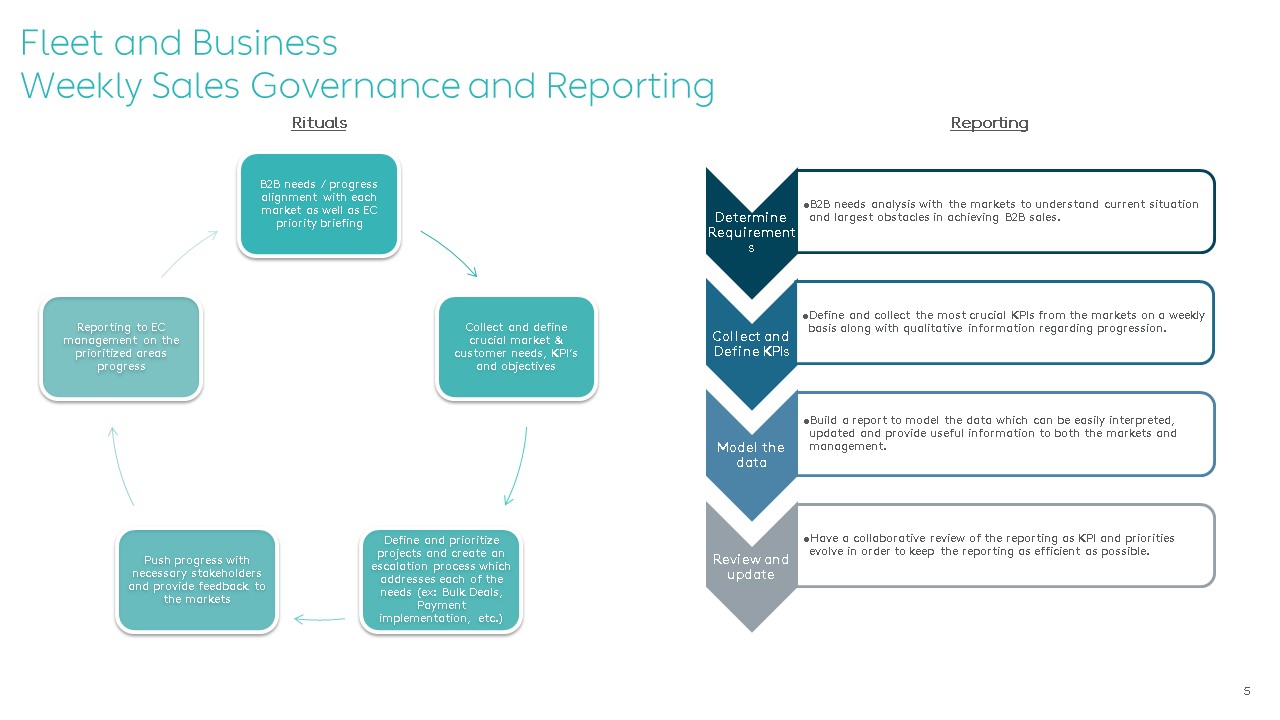 Fleet and Business
Weekly Sales Governance and Reporting
Rituals
B2B needs / progress
alignment with each
market as well as EC
priority briefing
Collect and define
crucial market &
customer needs, KPI's
and objectives
Define and prioritize
projects and create an
escalation process which
addresses each of the
needs (ex: Bulk Deals,
Payment
implementation, etc.)
Push progress with
necessary stakeholders
and provide feedback to
the markets
Reporting to EC
management on the
prioritized areas
progress
Reporting
Determine
Requirement
s
•B2B needs analysis with the markets to understand current situation
and largest obstacles in achieving B2B sales.
Collect and
Define KPIs
•Define and collect the most crucial KPIs from the markets on a weekly
basis along with qualitative information regarding progression.
Model the
data
•Build a report to model the data which can be easily interpreted,
updated and provide useful information to both the markets and
management.
Review and
update
•Have a collaborative review of the reporting as KPI and priorities
evolve in order to keep the reporting as efficient as possible.
5